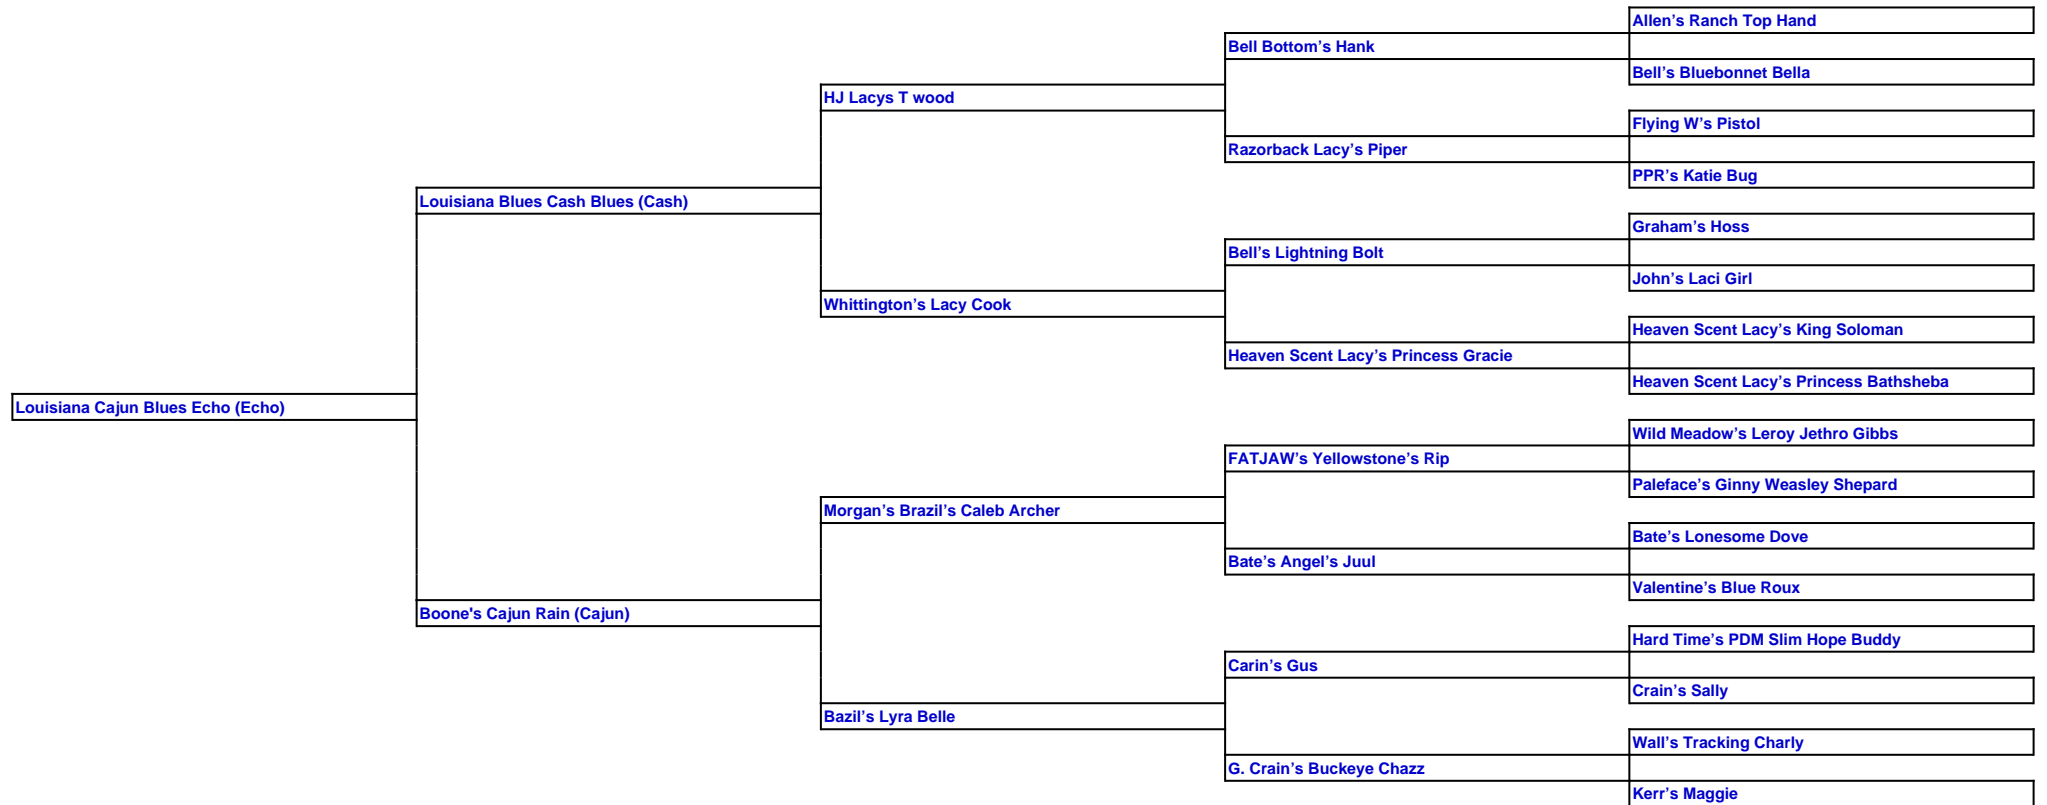 Allen’s Ranch Top Hand
Bell Bottom’s Hank
Bell’s Bluebonnet Bella
HJ Lacys T wood
Flying W’s Pistol
Razorback Lacy’s Piper
PPR’s Katie Bug
Louisiana Blues Cash Blues (Cash)
Graham’s Hoss
Bell’s Lightning Bolt
John’s Laci Girl
Whittington’s Lacy Cook
Heaven Scent Lacy’s King Soloman
Heaven Scent Lacy’s Princess Gracie
Heaven Scent Lacy’s Princess Bathsheba
Louisiana Cajun Blues Echo (Echo)
Wild Meadow’s Leroy Jethro Gibbs
FATJAW’s Yellowstone’s Rip
Paleface’s Ginny Weasley Shepard
Morgan’s Brazil’s Caleb Archer
Bate’s Lonesome Dove
Bate’s Angel’s Juul
Valentine’s Blue Roux
Boone's Cajun Rain (Cajun)
Hard Time’s PDM Slim Hope Buddy
Carin’s Gus
Crain’s Sally
Bazil’s Lyra Belle
Wall’s Tracking Charly
G. Crain’s Buckeye Chazz
Kerr’s Maggie